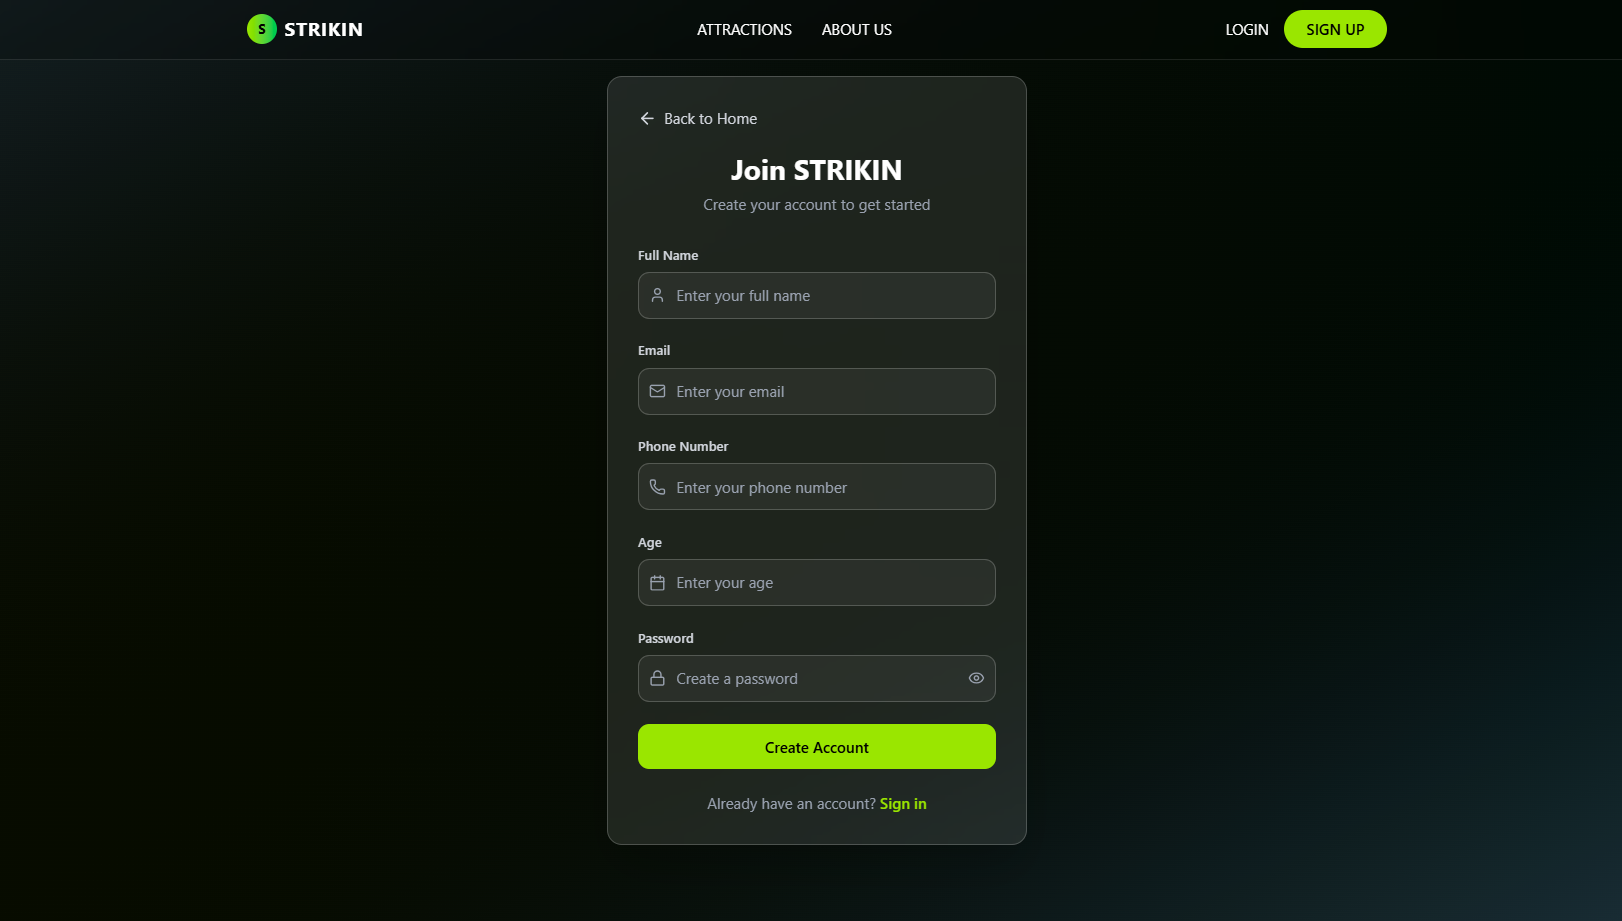 S STRIKIN
ATTRACTIONS
ABOUT US
LOGIN
SIGN UP
Back to Home
Join STRIKIN
Create your account to get started
Full Name
Enter your full name
Email
Enter your email
Phone Number
Enter your phone number
Age
Enter your age
Password
Create a password
Create Account
Already have an account? Sign in